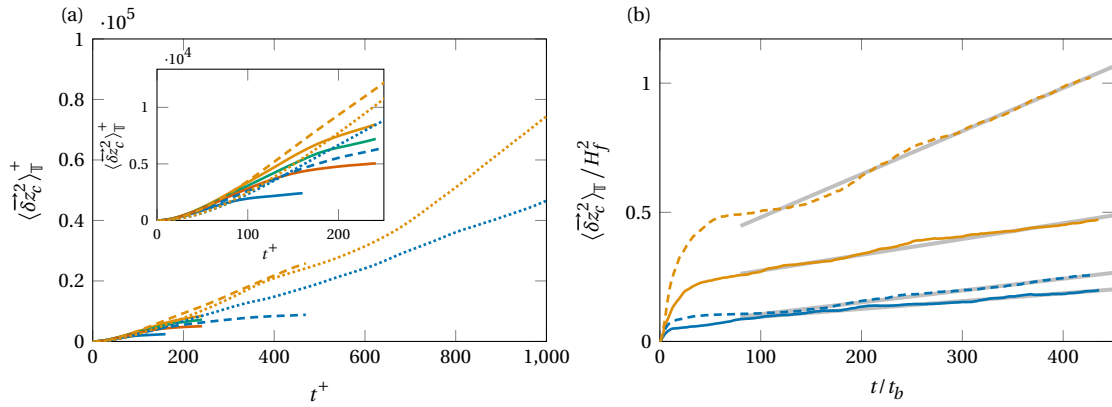 (a)
·10^5
1
0.8
0.6
0.4
0.2
0
0 200 400 600 800 1,000
t^+
⟨δz_c^2⟩_𝕋^+
·10^4
1
0.5
0
0 100 200
t^+
⟨δz_c^2⟩_𝕋^+
(b)
1
0.5
0
0 100 200 300 400
t/t_b
⟨δz_c^2⟩_𝕋 / H_f^2